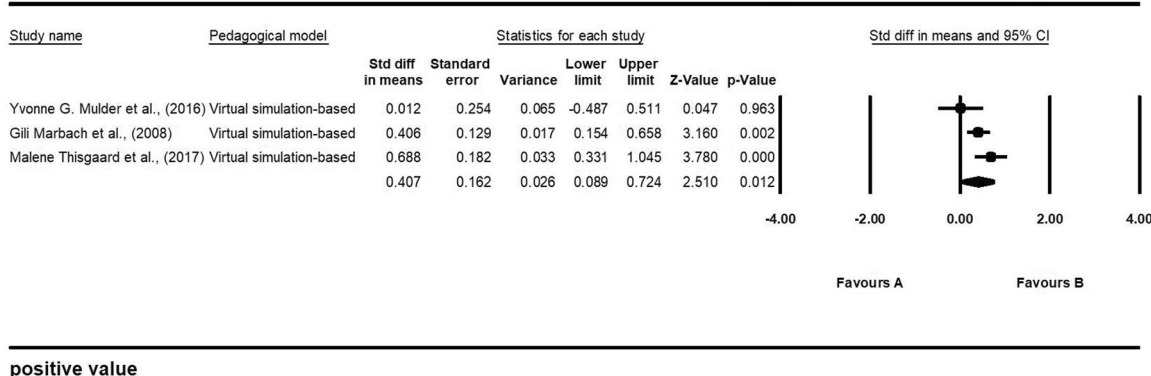 Study name Pedagogical model Statistics for each study Std diff in means and 95% CI
Std diff Standard Lower Upper
in means error Variance limit limit Z-Value p-Value
Yvonne G. Mulder et al., (2016) Virtual simulation-based 0.012 0.254 0.065 -0.487 0.511 0.047 0.963
Gili Marbach et al., (2008) Virtual simulation-based 0.406 0.129 0.017 0.154 0.658 3.160 0.002
Malene Thisgaard et al., (2017) Virtual simulation-based 0.688 0.182 0.033 0.331 1.045 3.780 0.000
0.407 0.162 0.026 0.089 0.724 2.510 0.012
-4.00 -2.00 0.00 2.00 4.00
Favours A Favours B
positive value